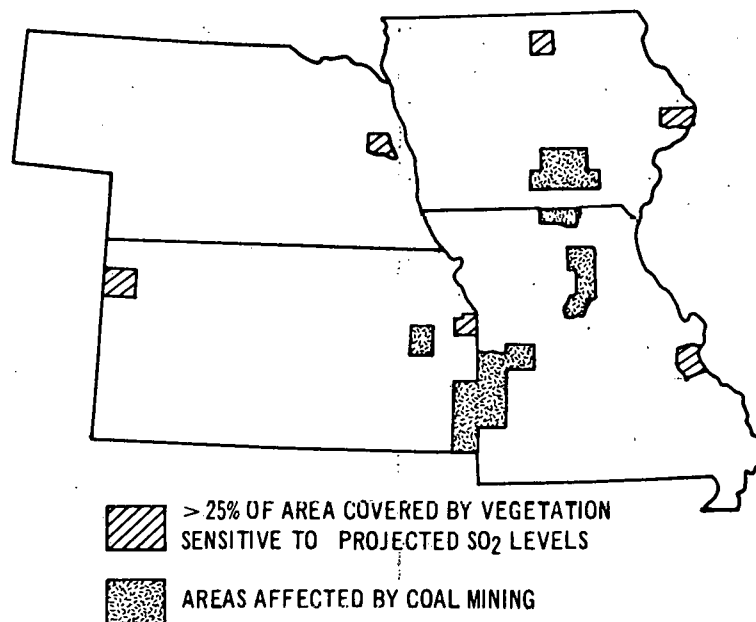 > 25% OF AREA COVERED BY VEGETATION
SENSITIVE TO PROJECTED SO₂ LEVELS
AREAS AFFECTED BY COAL MINING